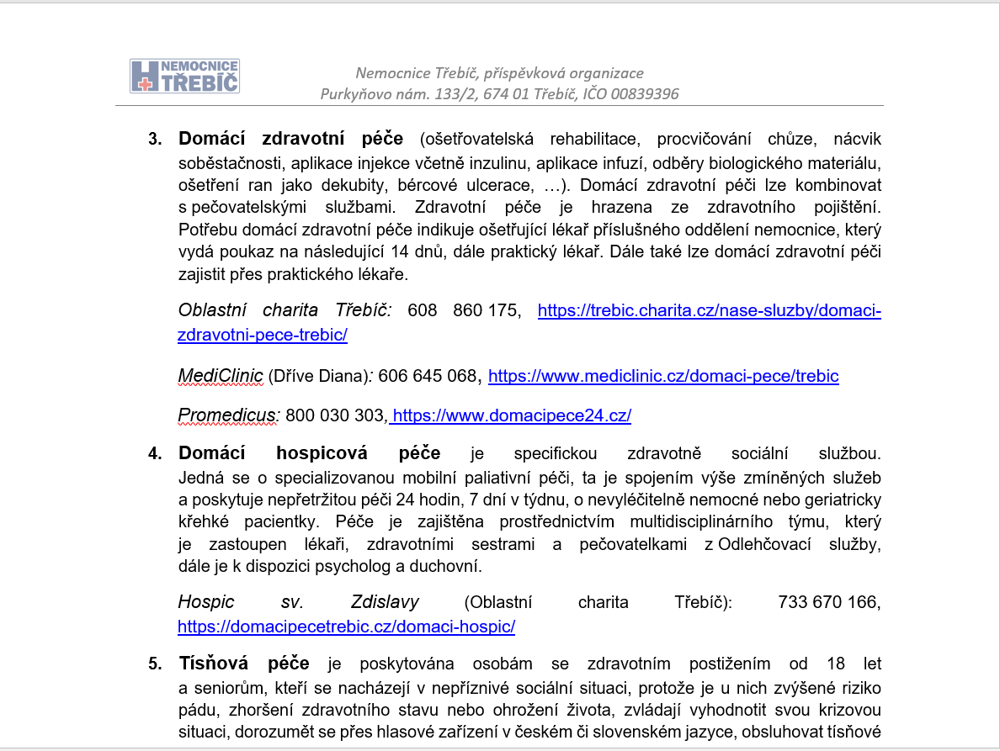 NEMOCNICE
TŘEBÍČ
Nemocnice Třebíč, příspěvková organizace
Purkyňovo nám. 133/2, 674 01 Třebíč, IČO 00839396
3. Domácí zdravotní péče (ošetřovatelská rehabilitace, procvičování chůze, nácvik
soběstačnosti, aplikace injekce včetně inzulinu, aplikace infuzí, odběry biologického materiálu,
ošetření ran jako dekubity, bércové ulcerace, …). Domácí zdravotní péči lze kombinovat
s pečovatelskými službami. Zdravotní péče je hrazena ze zdravotního pojištění.
Potřebu domácí zdravotní péče indikuje ošetřující lékař příslušného oddělení nemocnice, který
vydá poukaz na následující 14 dnů, dále praktický lékař. Dále také lze domácí zdravotní péči
zajistit přes praktického lékaře.
Oblastní charita Třebíč: 608 860 175, https://trebic.charita.cz/nase-sluzby/domaci-
zdravotni-pece-trebic/
MediClinic (Dříve Diana): 606 645 068, https://www.mediclinic.cz/domaci-pece/trebic
Promedicus: 800 030 303, https://www.domacipece24.cz/
4. Domácí hospicová péče je specifickou zdravotně sociální službou.
Jedná se o specializovanou mobilní paliativní péči, ta je spojením výše zmíněných služeb
a poskytuje nepřetržitou péči 24 hodin, 7 dní v týdnu, o nevyléčitelně nemocné nebo geriatricky
křehké pacientky. Péče je zajištěna prostřednictvím multidisciplinárního týmu, který
je zastoupen lékaři, zdravotními sestrami a pečovatelkami z Odlehčovací služby,
dále je k dispozici psycholog a duchovní.
Hospic sv. Zdislavy (Oblastní charita Třebíč): 733 670 166,
https://domacipecetrebic.cz/domaci-hospic/
5. Tísňová péče je poskytována osobám se zdravotním postižením od 18 let
a seniorům, kteří se nacházejí v nepříznivé sociální situaci, protože je u nich zvýšené riziko
pádu, zhoršení zdravotního stavu nebo ohrožení života, zvládají vyhodnotit svou krizovou
situaci, dorozumět se přes hlasové zařízení v českém či slovenském jazyce, obsluhovat tísňové